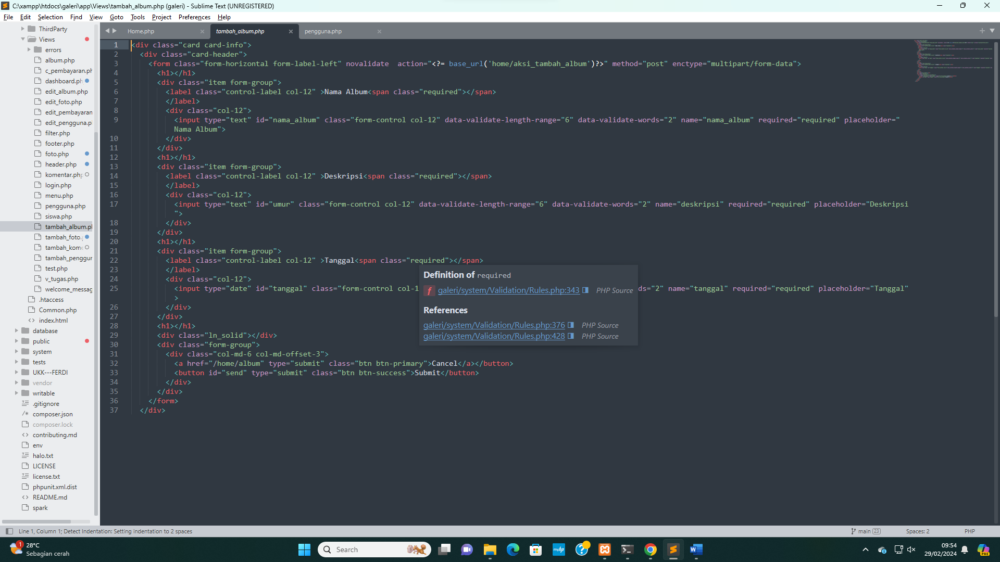 C:\xampp\htdocs\galeri\app\Views\tambah_album.php (galeri) - Sublime Text (UNREGISTERED)
File Edit Selection Find View Goto Tools Project Preferences Help
ThirdParty
Views
errors
album.php
c_pembayaran.ph
dashboard.ph
edit_album.php
edit_foto.php
edit_pembayaran
edit_pengguna.p
filter.php
footer.php
foto.php
header.php
komentar.php
login.php
menu.php
pengguna.php
siswa.php
tambah_album.p
tambah_foto.
tambah_kome
tambah_penggur
test.php
v_tugas.php
welcome_messag
.htaccess
Common.php
index.html
database
public
system
tests
UKK---FERDI
vendor
writable
.gitignore
composer.json
composer.lock
contributing.md
env
halo.txt
LICENSE
license.txt
phpunit.xml.dist
README.md
spark
Home.php tambah_album.php pengguna.php
1 <div class="card card-info">
2 <div class="card-header">
3 <form class="form-horizontal form-label-left" novalidate  action="<?= base_url('home/aksi_tambah_album')?>" method="post" enctype="multipart/form-data">
4 <h1></h1>
5 <div class="item form-group">
6 <label class="control-label col-12" >Nama Album<span class="required"></span>
7 </label>
8 <div class="col-12">
9 <input type="text" id="nama_album" class="form-control col-12" data-validate-length-range="6" data-validate-words="2" name="nama_album" required="required" placeholder="
Nama Album">
10 </div>
11 </div>
12 <h1></h1>
13 <div class="item form-group">
14 <label class="control-label col-12" >Deskripsi<span class="required"></span>
15 </label>
16 <div class="col-12">
17 <input type="text" id="umur" class="form-control col-12" data-validate-length-range="6" data-validate-words="2" name="deskripsi" required="required" placeholder="Deskripsi
">
18 </div>
19 </div>
20 <h1></h1>
21 <div class="item form-group">
22 <label class="control-label col-12" >Tanggal<span class="required"></span>
23 </label>
24 <div class="col-12">
25 <input type="date" id="tanggal" class="form-control col-1 ds="2" name="tanggal" required="required" placeholder="Tanggal"
>
26 </div>
27 </div>
28 <h1></h1>
29 <div class="ln_solid"></div>
30 <div class="form-group">
31 <div class="col-md-6 col-md-offset-3">
32 <a href="/home/album" type="submit" class="btn btn-primary">Cancel</a></button>
33 <button id="send" type="submit" class="btn btn-success">Submit</button>
34 </div>
35 </div>
36 </form>
37 </div>
Definition of required
f galeri/system/Validation/Rules.php:343 PHP Source
References
galeri/system/Validation/Rules.php:376 PHP Source
galeri/system/Validation/Rules.php:428 PHP Source
Line 1, Column 1; Detect Indentation: Setting indentation to 2 spaces
main 23 Spaces: 2 PHP
1
28°C
Sebagian cerah
Search
myhp
09:54
29/02/2024
PRE